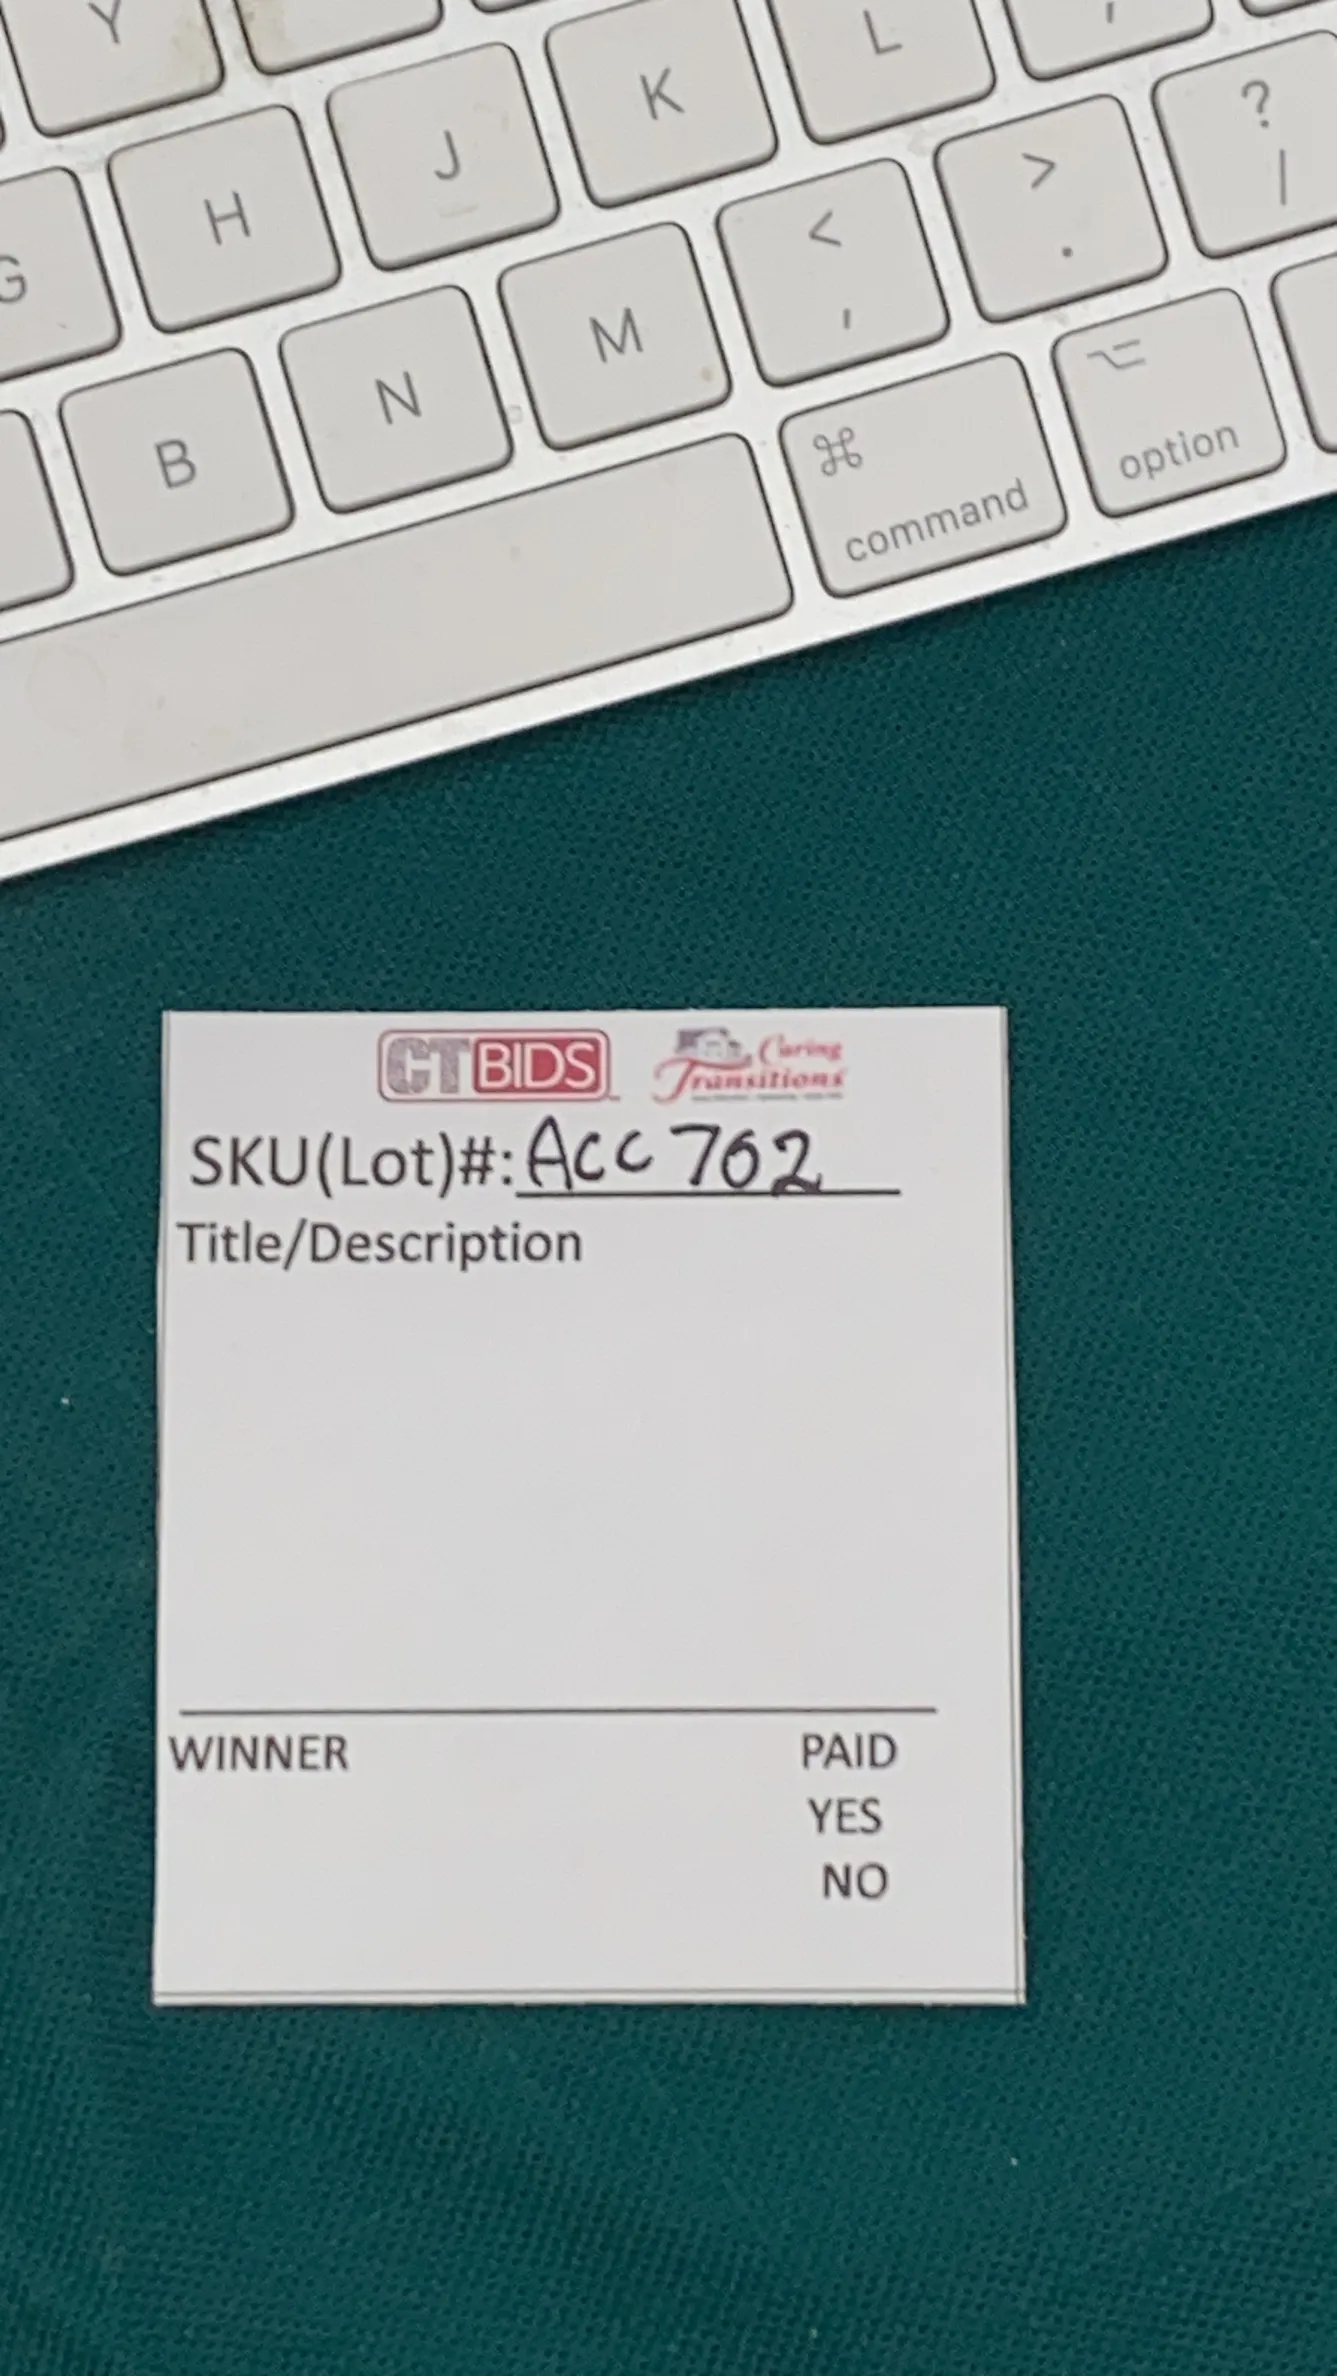 Y
L
,
G
H
J
K
< ,
> .
? /
B
N
M
⌘ command
⌥ option
CTBIDS
Caring Transitions
SKU(Lot)#: ACC 702
Title/Description
WINNER PAID
YES
NO